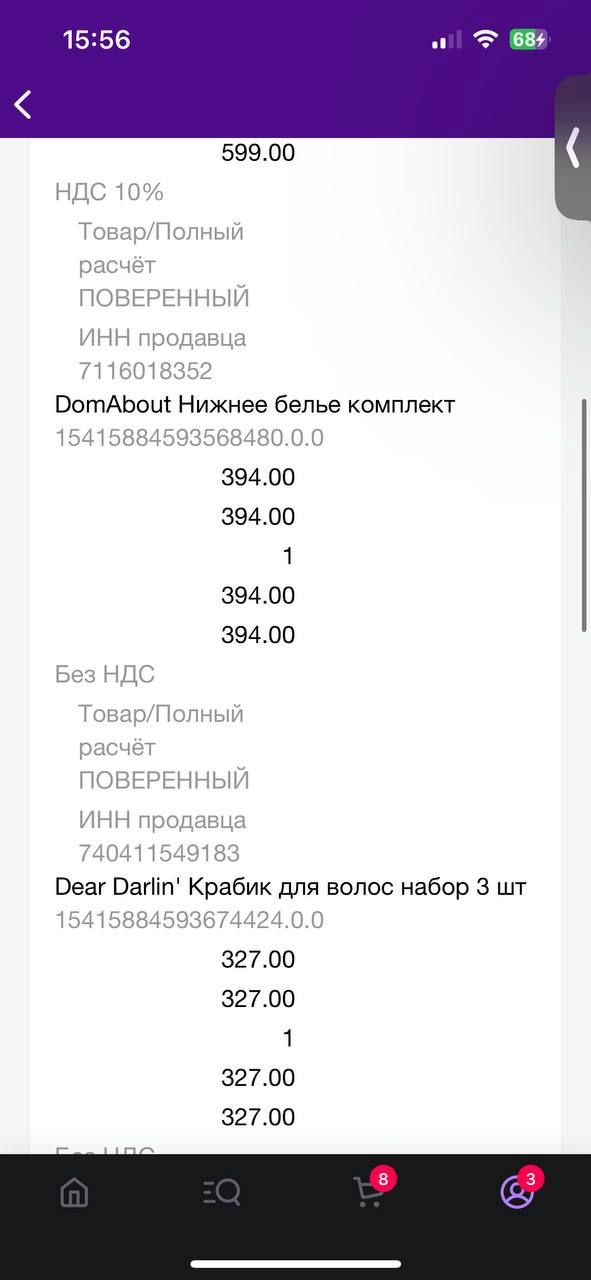 15:56
68
599.00
НДС 10%
Товар/Полный
расчёт
ПОВЕРЕННЫЙ
ИНН продавца
7116018352
DomAbout Нижнее белье комплект
15415884593568480.0.0
394.00
394.00
1
394.00
394.00
Без НДС
Товар/Полный
расчёт
ПОВЕРЕННЫЙ
ИНН продавца
740411549183
Dear Darlin' Крабик для волос набор 3 шт
15415884593674424.0.0
327.00
327.00
1
327.00
327.00
Без НДС
8
3